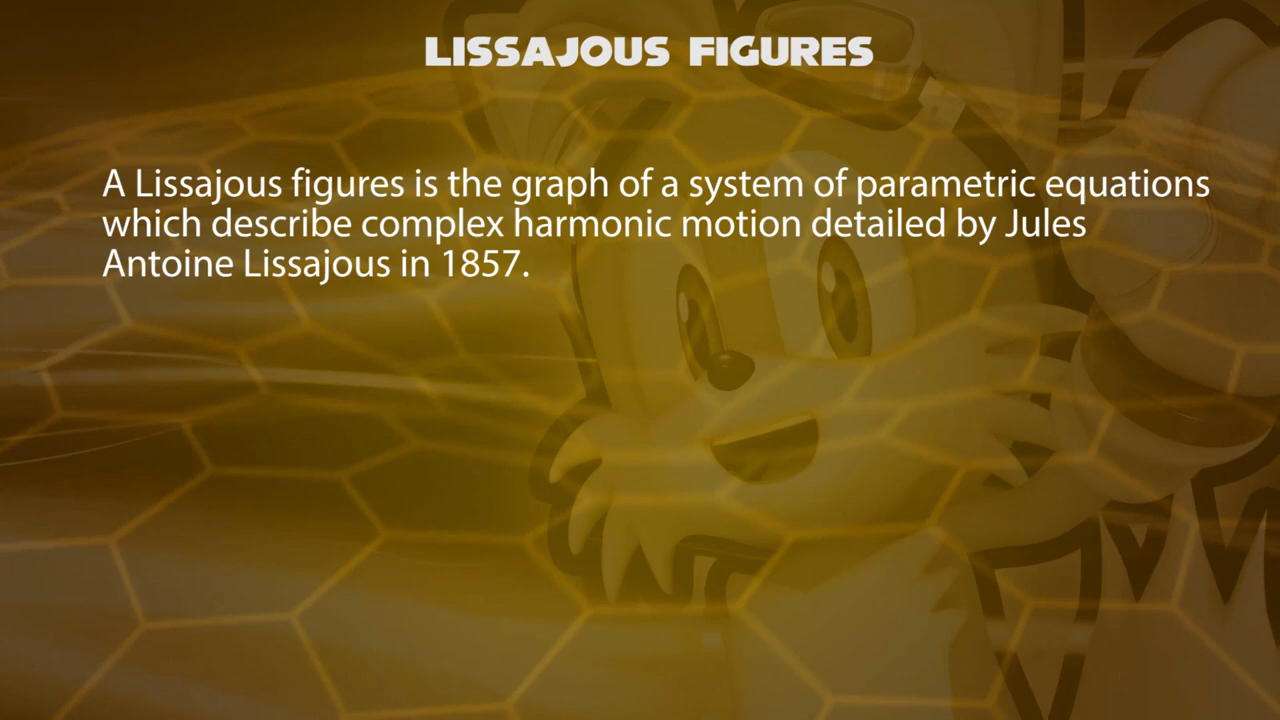 LISSAJOUS FIGURES
A Lissajous figures is the graph of a system of parametric equations
which describe complex harmonic motion detailed by Jules
Antoine Lissajous in 1857.